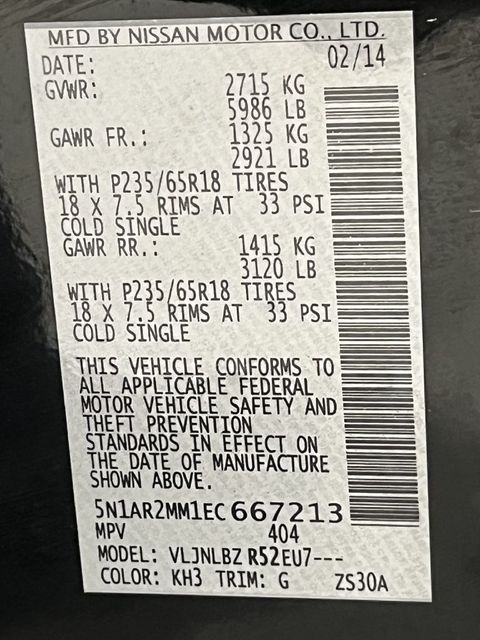 MFD BY NISSAN MOTOR CO., LTD.
DATE: 02/14
GVWR: 2715 KG
5986 LB
GAWR FR.: 1325 KG
2921 LB
WITH P235/65R18 TIRES
18 X 7.5 RIMS AT 33 PSI
COLD SINGLE
GAWR RR.: 1415 KG
3120 LB
WITH P235/65R18 TIRES
18 X 7.5 RIMS AT 33 PSI
COLD SINGLE
THIS VEHICLE CONFORMS TO
ALL APPLICABLE FEDERAL
MOTOR VEHICLE SAFETY AND
THEFT PREVENTION
STANDARDS IN EFFECT ON
THE DATE OF MANUFACTURE
SHOWN ABOVE.
5N1AR2MM1EC 667213
MPV 404
MODEL: VLJNLBZ R52EU7---
COLOR: KH3 TRIM: G ZS30A